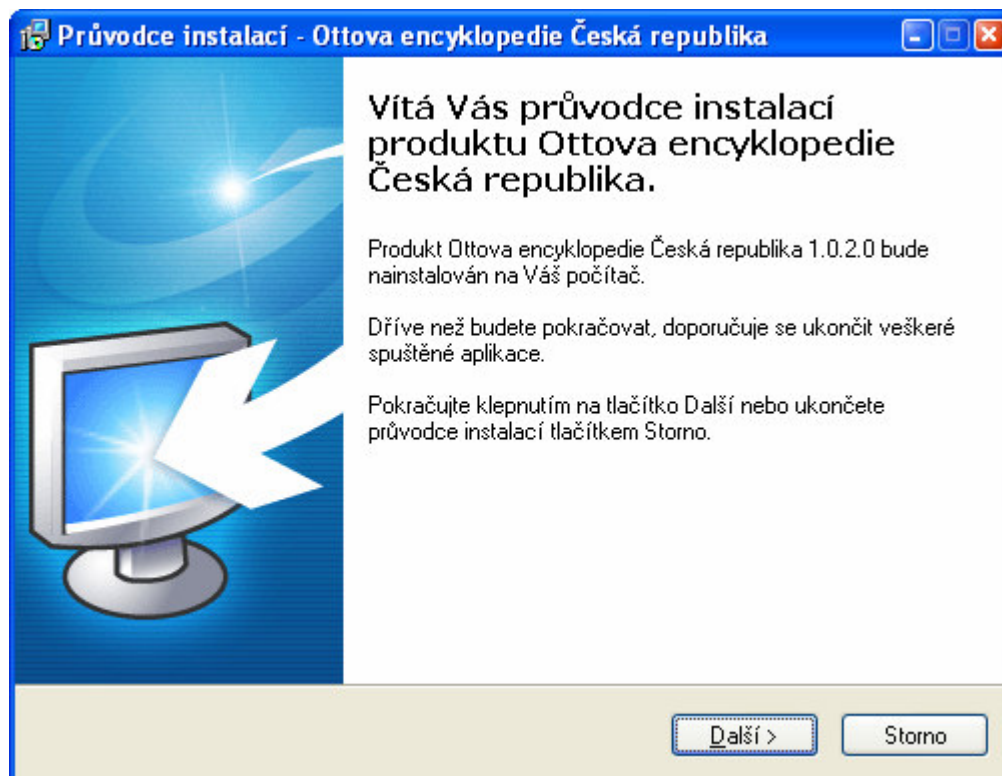 Průvodce instalací - Ottova encyklopedie Česká republika
Vítá Vás průvodce instalací
produktu Ottova encyklopedie
Česká republika.
Produkt Ottova encyklopedie Česká republika 1.0.2.0 bude
nainstalován na Váš počítač.
Dříve než budete pokračovat, doporučuje se ukončit veškeré
spuštěné aplikace.
Pokračujte klepnutím na tlačítko Další nebo ukončete
průvodce instalací tlačítkem Storno.
Další >
Storno